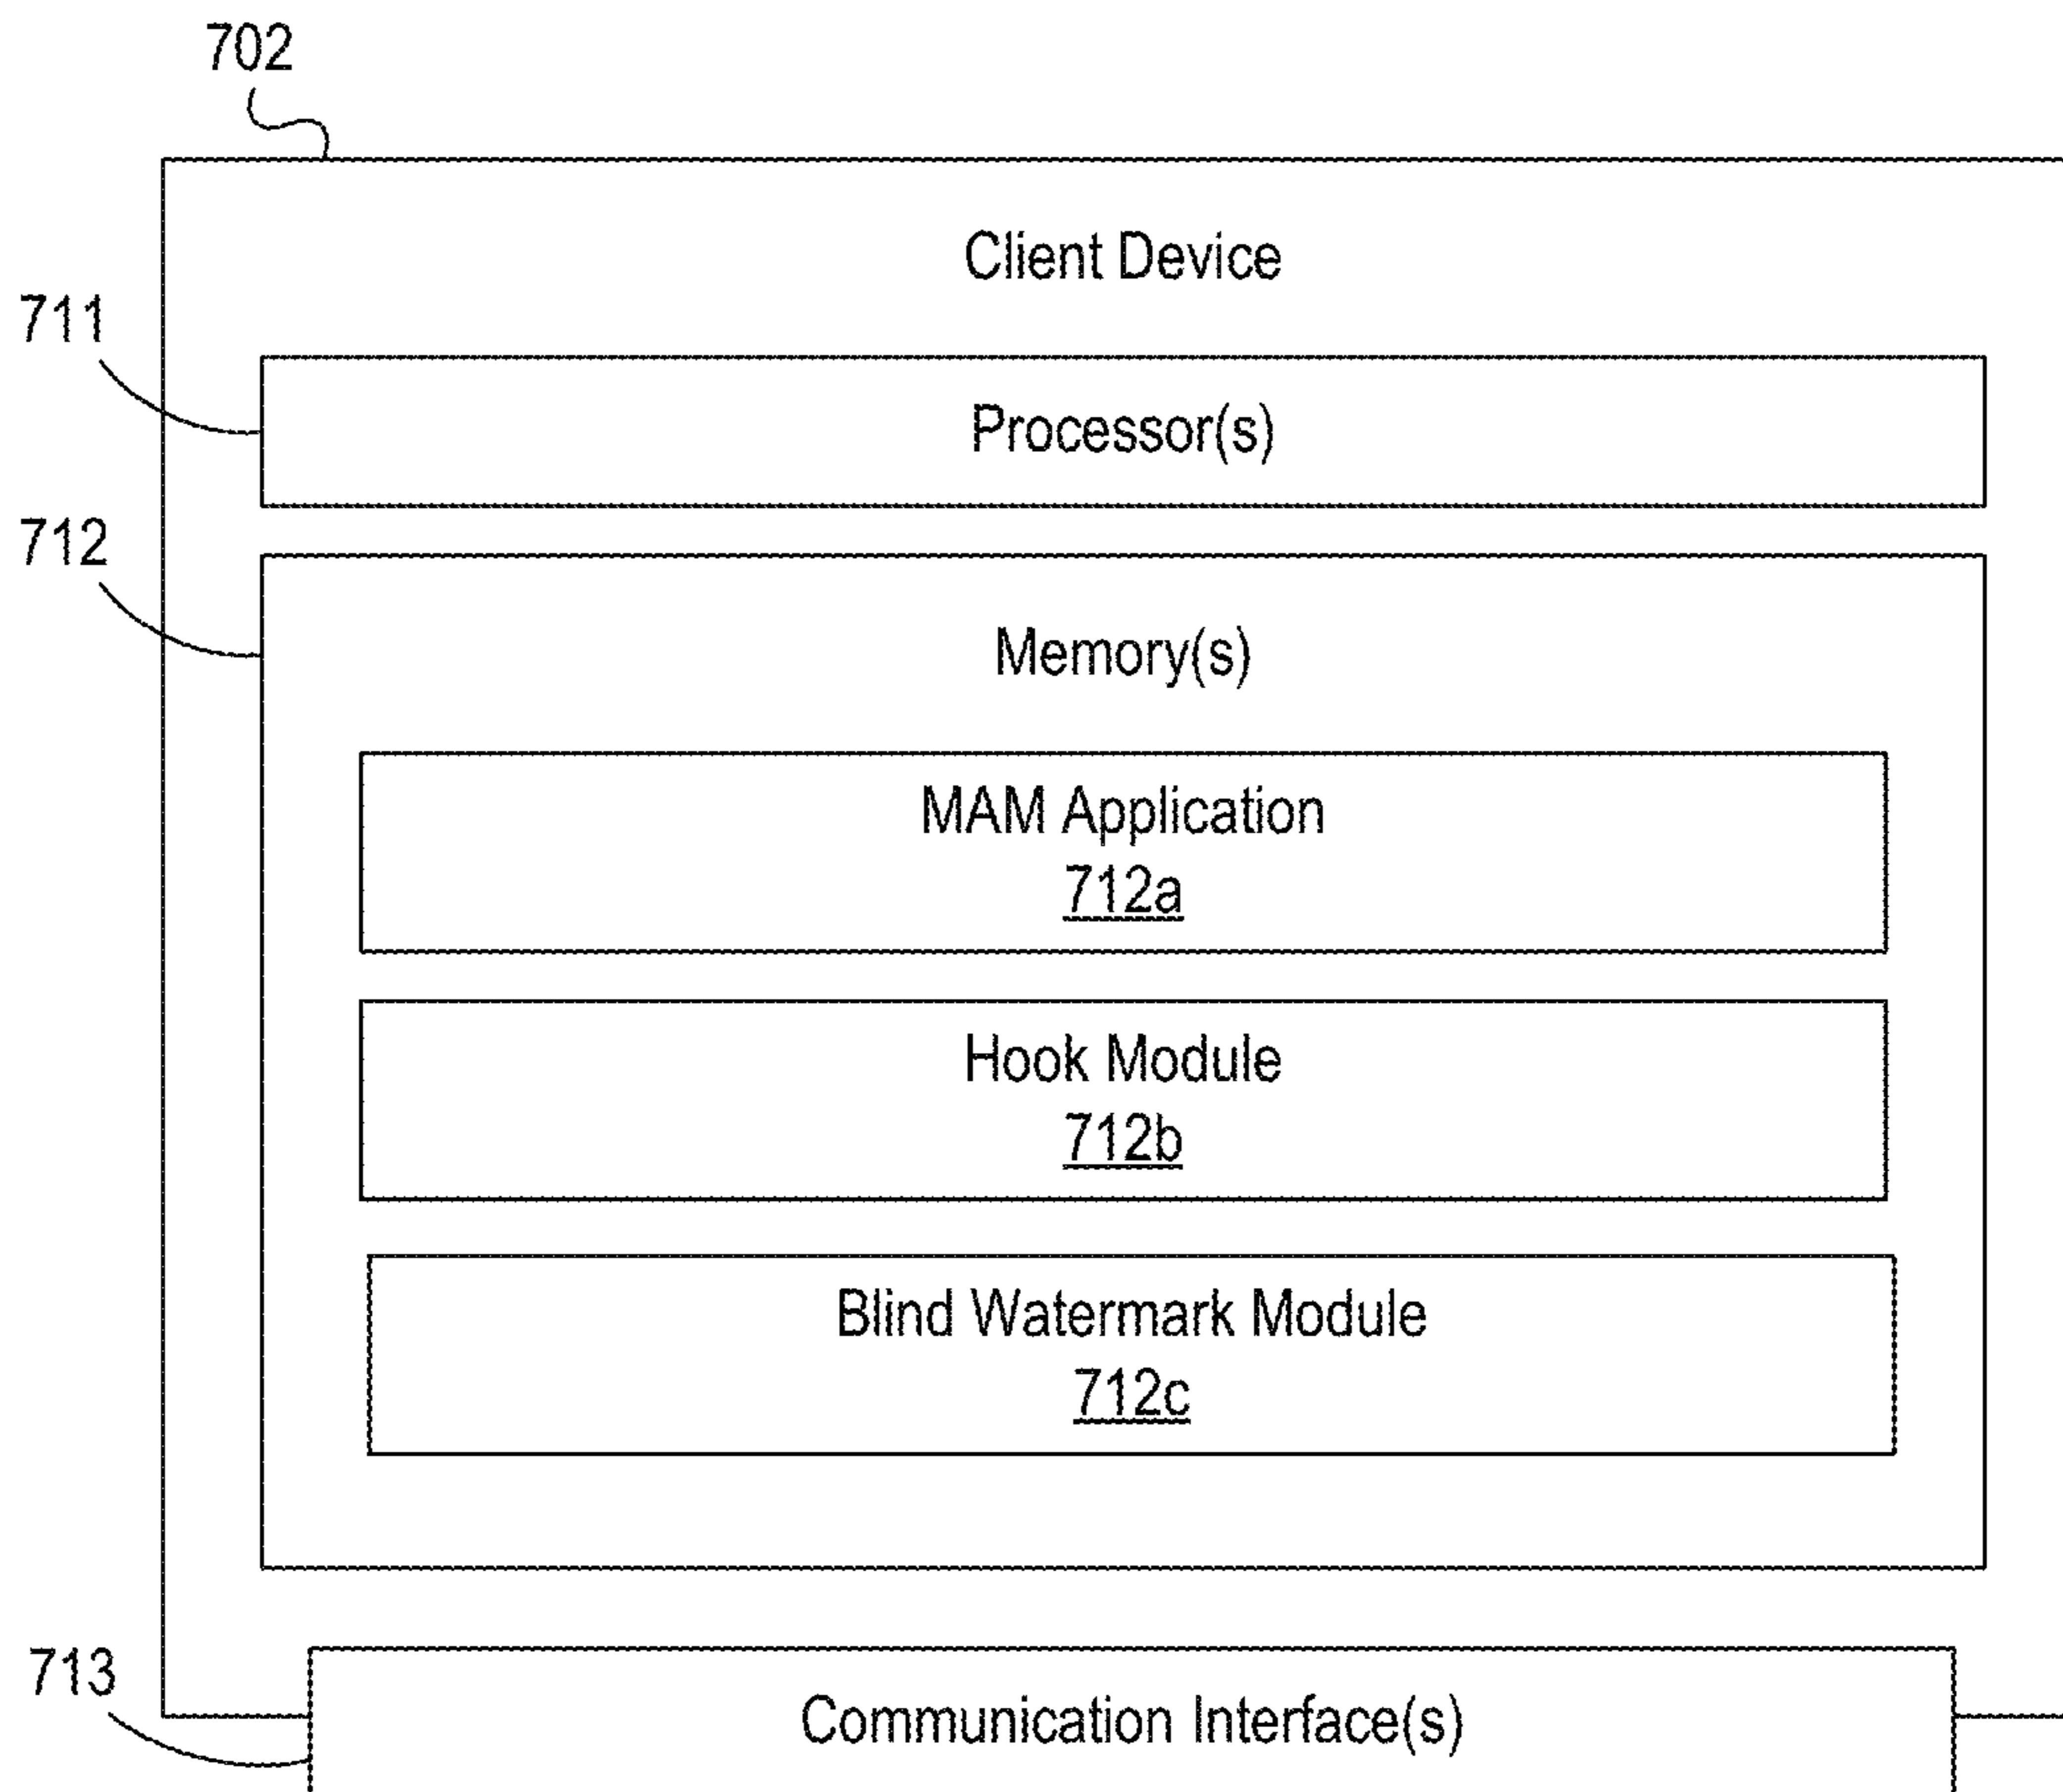 702
Client Device
711
Processor(s)
712
Memory(s)
MAM Application
712a
Hook Module
712b
Blind Watermark Module
712c
713
Communication Interface(s)